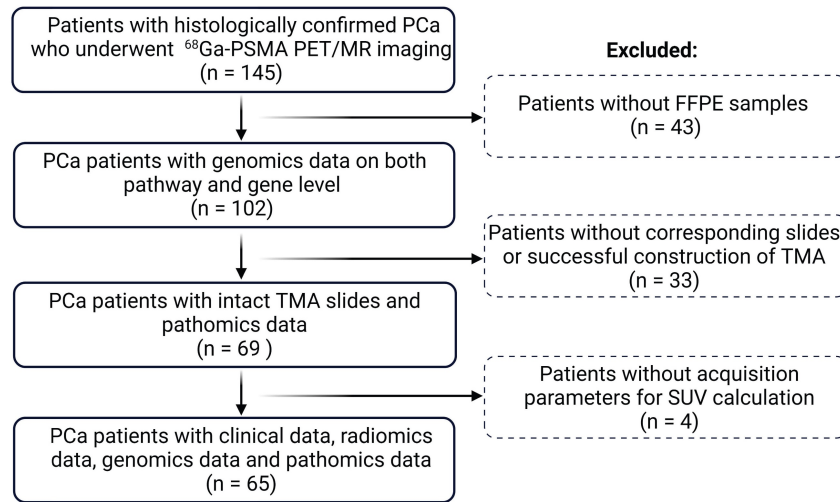 Patients with histologically confirmed PCa
who underwent ⁶⁸Ga-PSMA PET/MR imaging
(n = 145)
Excluded:
Patients without FFPE samples
(n = 43)
PCa patients with genomics data on both
pathway and gene level
(n = 102)
Patients without corresponding slides
or successful construction of TMA
(n = 33)
PCa patients with intact TMA slides and
pathomics data
(n = 69 )
Patients without acquisition
parameters for SUV calculation
(n = 4)
PCa patients with clinical data, radiomics
data, genomics data and pathomics data
(n = 65)